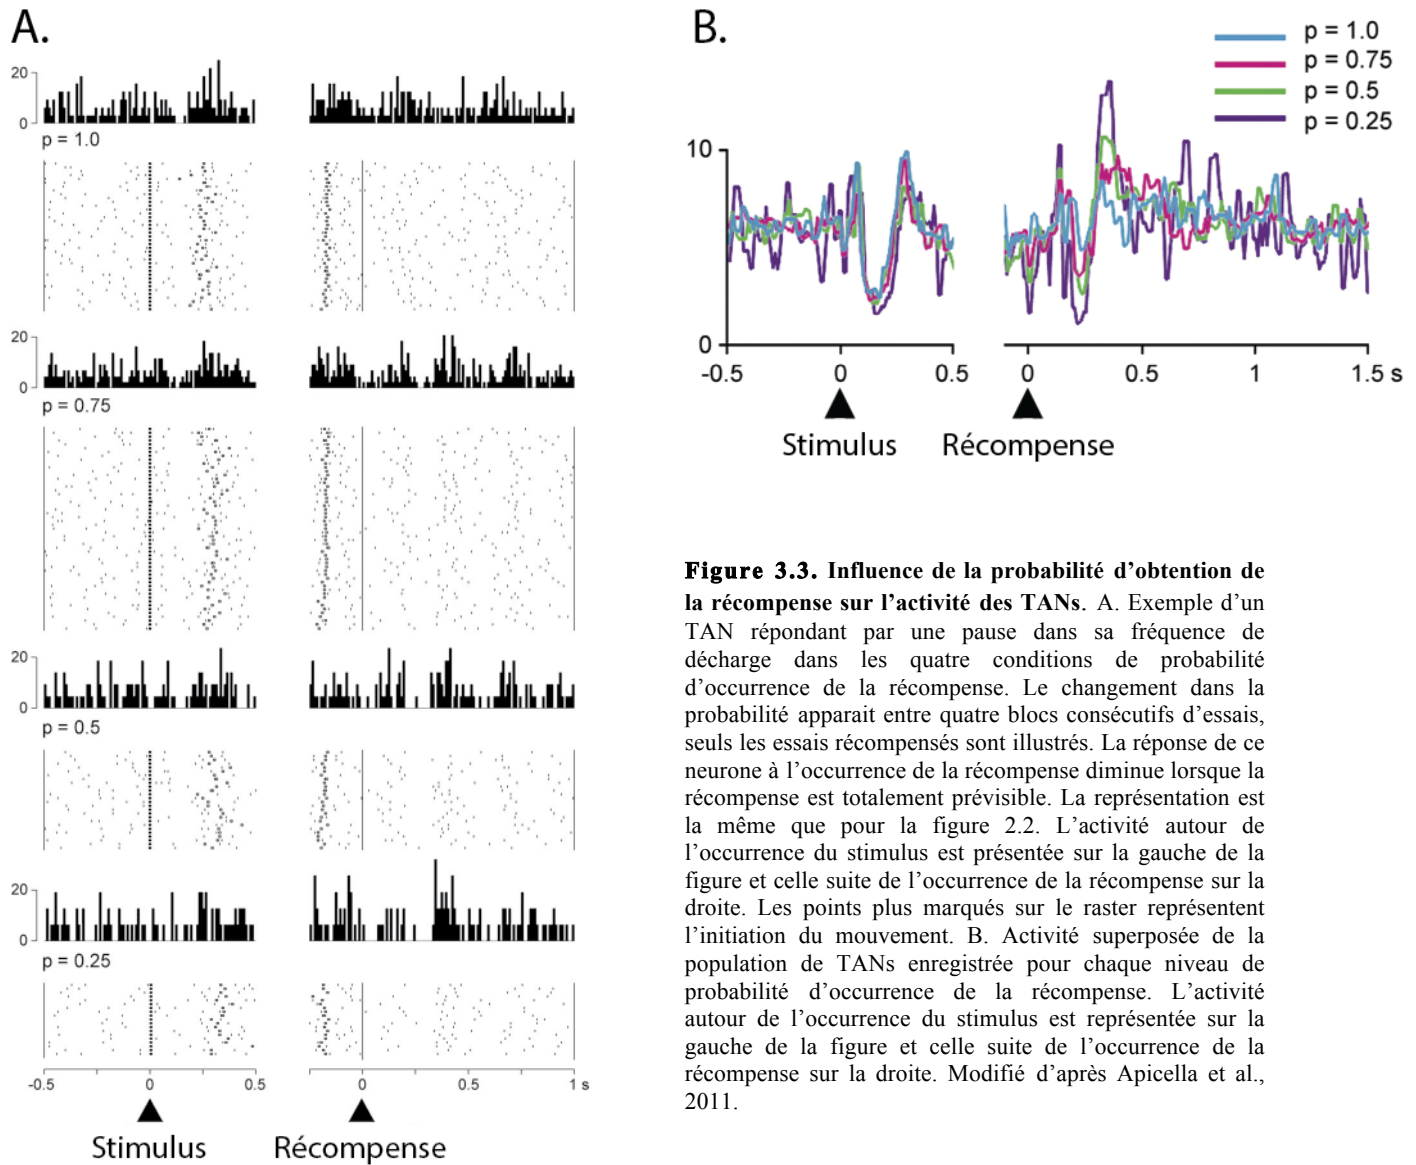 A.
20
0
p = 1.0
20
0
p = 0.75
20
0
p = 0.5
20
0
p = 0.25
-0.5
0
0.5
0
0.5
1 s
Stimulus
Récompense
B.
p = 1.0
p = 0.75
p = 0.5
p = 0.25
10
0
-0.5
0
0.5
0
0.5
1
1.5 s
Stimulus
Récompense
Figure 3.3. Influence de la probabilité d’obtention de
la récompense sur l’activité des TANs. A. Exemple d’un
TAN répondant par une pause dans sa fréquence de
décharge dans les quatre conditions de probabilité
d’occurrence de la récompense. Le changement dans la
probabilité apparait entre quatre blocs consécutifs d’essais,
seuls les essais récompensés sont illustrés. La réponse de ce
neurone à l’occurrence de la récompense diminue lorsque la
récompense est totalement prévisible. La représentation est
la même que pour la figure 2.2. L’activité autour de
l’occurrence du stimulus est présentée sur la gauche de la
figure et celle suite de l’occurrence de la récompense sur la
droite. Les points plus marqués sur le raster représentent
l’initiation du mouvement. B. Activité superposée de la
population de TANs enregistrée pour chaque niveau de
probabilité d’occurrence de la récompense. L’activité
autour de l’occurrence du stimulus est représentée sur la
gauche de la figure et celle suite de l’occurrence de la
récompense sur la droite. Modifié d’après Apicella et al.,
2011.